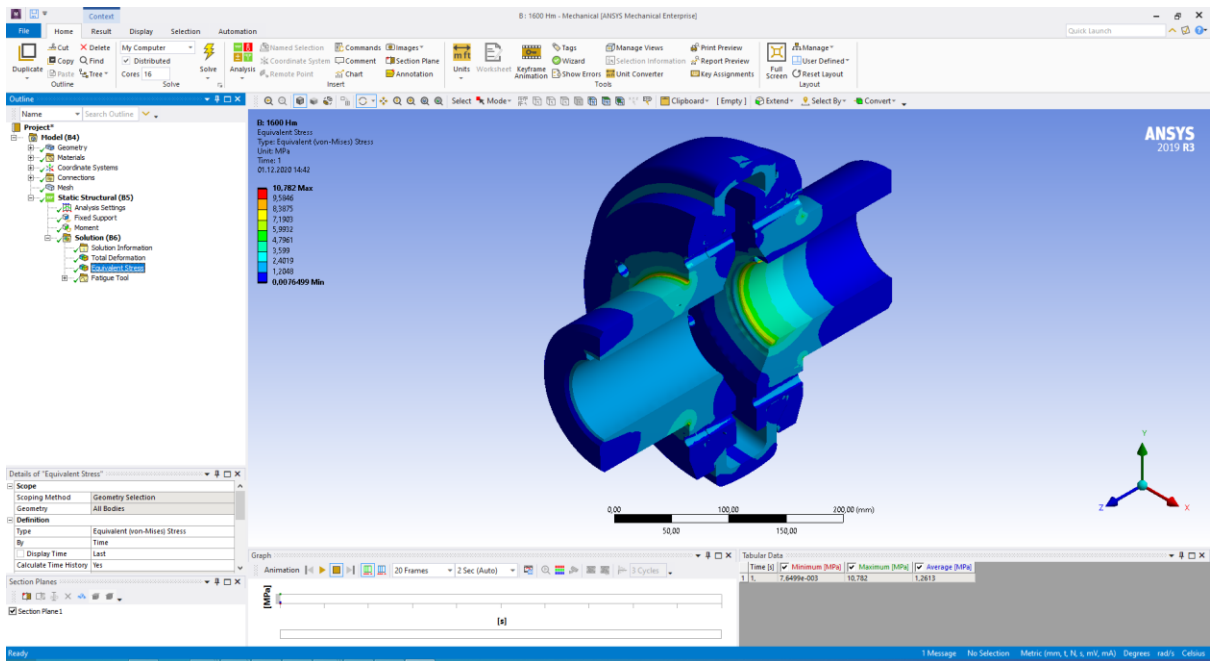 Context
B : 1600 Hm - Mechanical [ANSYS Mechanical Enterprise]
File Home Result Display Selection Automation
Quick Launch
Duplicate
Cut
Copy
Paste
Delete
Find
Tree
Outline
My Computer
Distributed
Cores 16
Solve
Solve
Analysis
Named Selection
Coordinate System
Remote Point
Commands
Comment
Chart
Images
Section Plane
Annotation
Insert
Units
Worksheet
Keyframe
Animation
Tags
Wizard
Show Errors
Manage Views
Selection Information
Unit Converter
Print Preview
Report Preview
Key Assignments
Tools
Full
Screen
Manage
User Defined
Reset Layout
Layout
Outline
Name Search Outline
Project*
Model (B4)
Geometry
Materials
Coordinate Systems
Connections
Mesh
Static Structural (B5)
Analysis Settings
Fixed Support
Moment
Solution (B6)
Solution Information
Total Deformation
Equivalent Stress
Fatigue Tool
Select Mode Clipboard [Empty] Extend Select By Convert
B: 1600 Hm
Equivalent Stress
Type: Equivalent (von-Mises) Stress
Unit: MPa
Time: 1
01.12.2020 14:42
10,782 Max
9,5846
8,3875
7,1903
5,9932
4,7961
3,599
2,4019
1,2048
0,0076499 Min
ANSYS
2019 R3
Y
Z
X
0,00 100,00 200,00 (mm)
50,00 150,00
Details of "Equivalent Stress"
Scope
Scoping Method Geometry Selection
Geometry All Bodies
Definition
Type Equivalent (von-Mises) Stress
By Time
Display Time Last
Calculate Time History Yes
Section Planes
Section Plane1
Graph
Animation 20 Frames 2 Sec (Auto) 3 Cycles
[MPa]
[s]
Tabular Data
Time [s] Minimum [MPa] Maximum [MPa] Average [MPa]
1 1, 7,6499e-003 10,782 1,2613
Ready
1 Message No Selection Metric (mm, t, N, s, mV, mA) Degrees rad/s Celsius